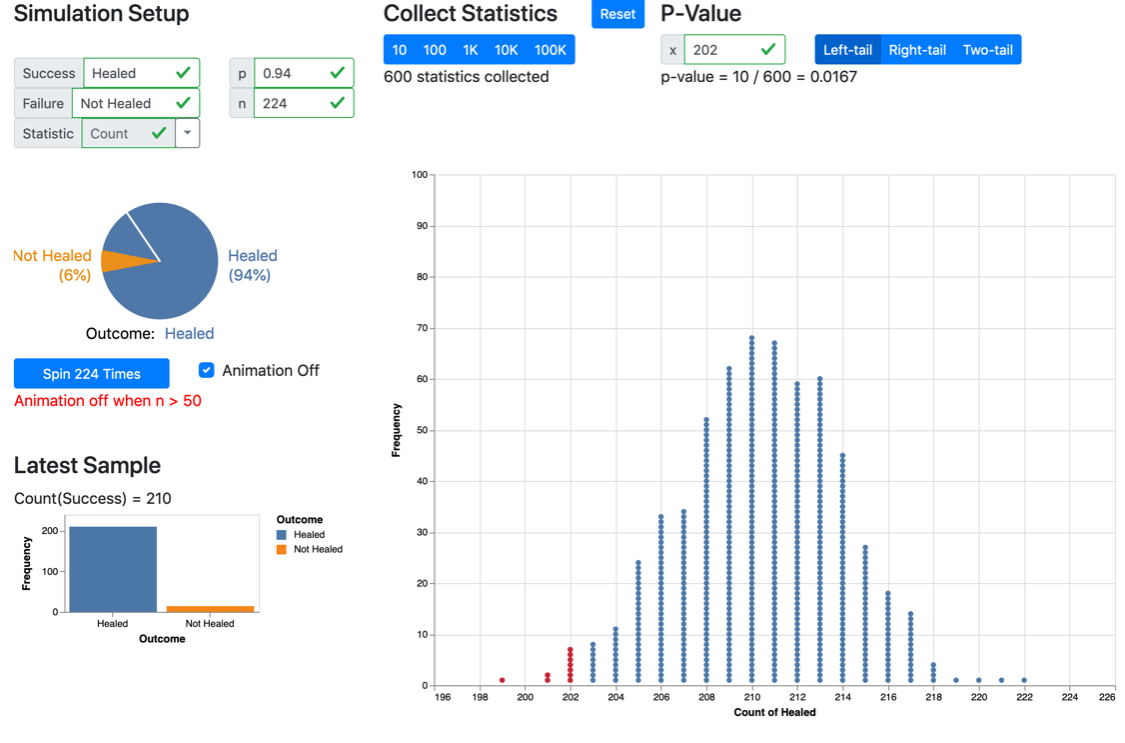 Simulation Setup
Success Healed
Failure Not Healed
Statistic Count
p 0.94
n 224
Not Healed
(6%)
Healed
(94%)
Outcome: Healed
Spin 224 Times
Animation Off
Animation off when n > 50
Latest Sample
Count(Success) = 210
Frequency
200
100
0
Healed
Not Healed
Outcome
Outcome
Healed
Not Healed
Collect Statistics
Reset
10 100 1K 10K 100K
600 statistics collected
P-Value
x 202
Left-tail Right-tail Two-tail
p-value = 10 / 600 = 0.0167
Frequency
100
90
80
70
60
50
40
30
20
10
0
196 198 200 202 204 206 208 210 212 214 216 218 220 222 224 226
Count of Healed